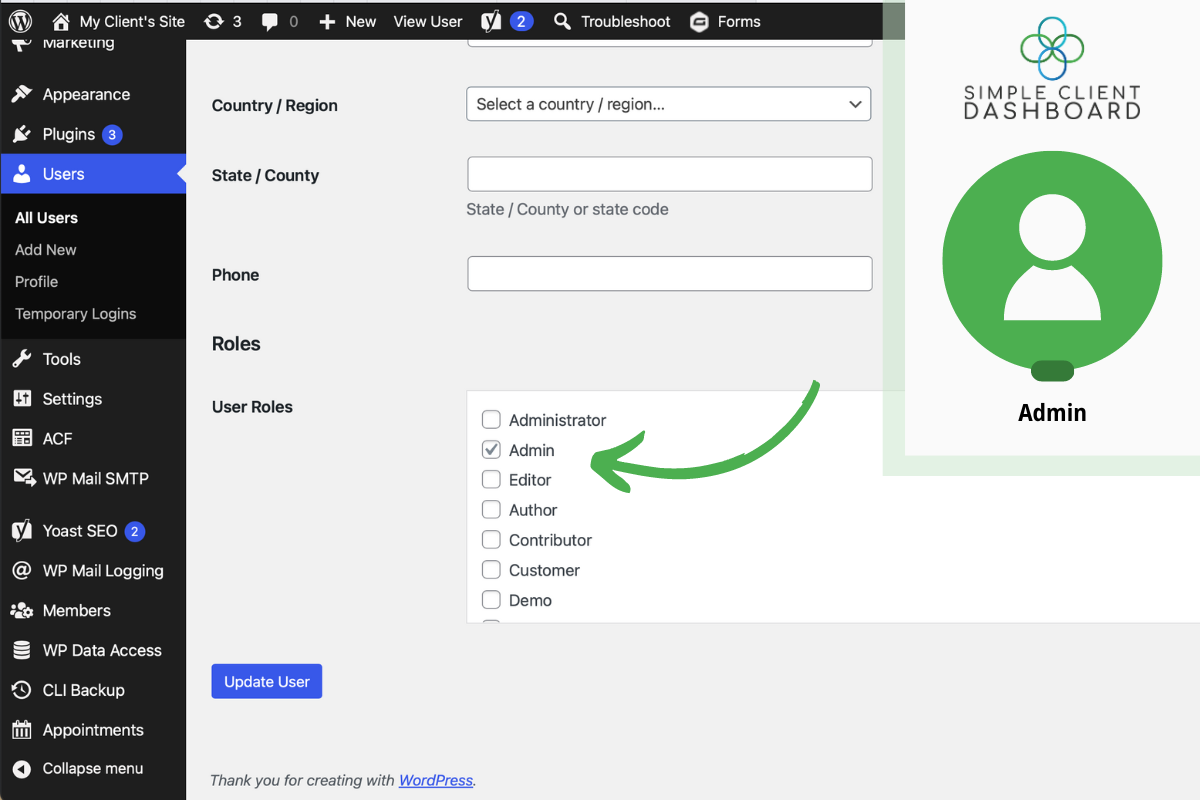 My Client's Site
3
0
New
View User
2
Troubleshoot
Forms
Marketing
Appearance
Plugins 3
Users
All Users
Add New
Profile
Temporary Logins
Tools
Settings
ACF
WP Mail SMTP
Yoast SEO 2
WP Mail Logging
Members
WP Data Access
CLI Backup
Appointments
Collapse menu
Country / Region
Select a country / region...
State / County
State / County or state code
Phone
Roles
User Roles
Administrator
Admin
Editor
Author
Contributor
Customer
Demo
Update User
Thank you for creating with WordPress.
SIMPLE CLIENT
DASHBOARD
Admin